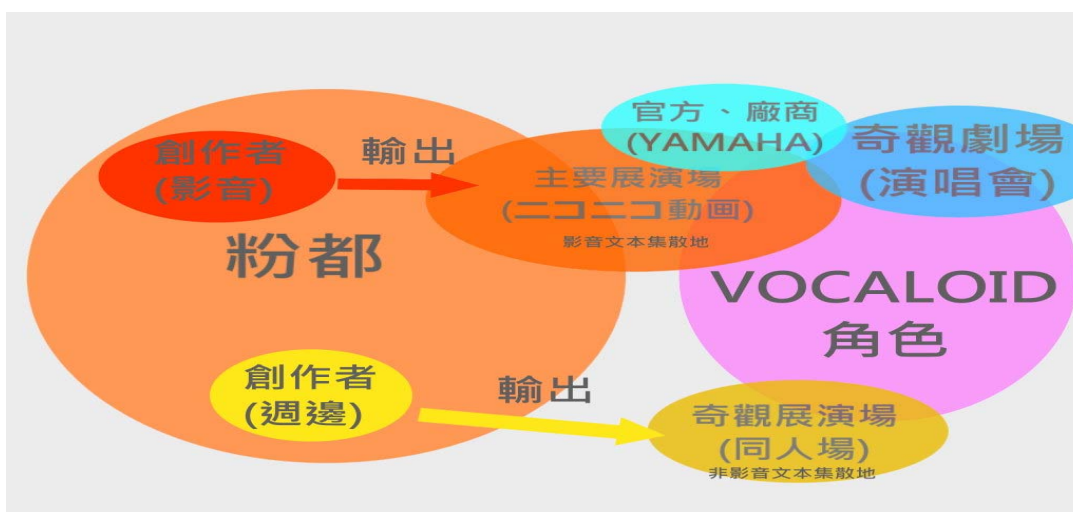 創作者
(影音)
輸出
官方、廠商
(YAMAHA)
奇觀劇場
(演唱會)
主要展演場
(ニコニコ動画)
影音文本集散地
粉都
VOCALOID
角色
創作者
(週邊)
輸出
奇觀展演場
(同人場)
非影音文本集散地